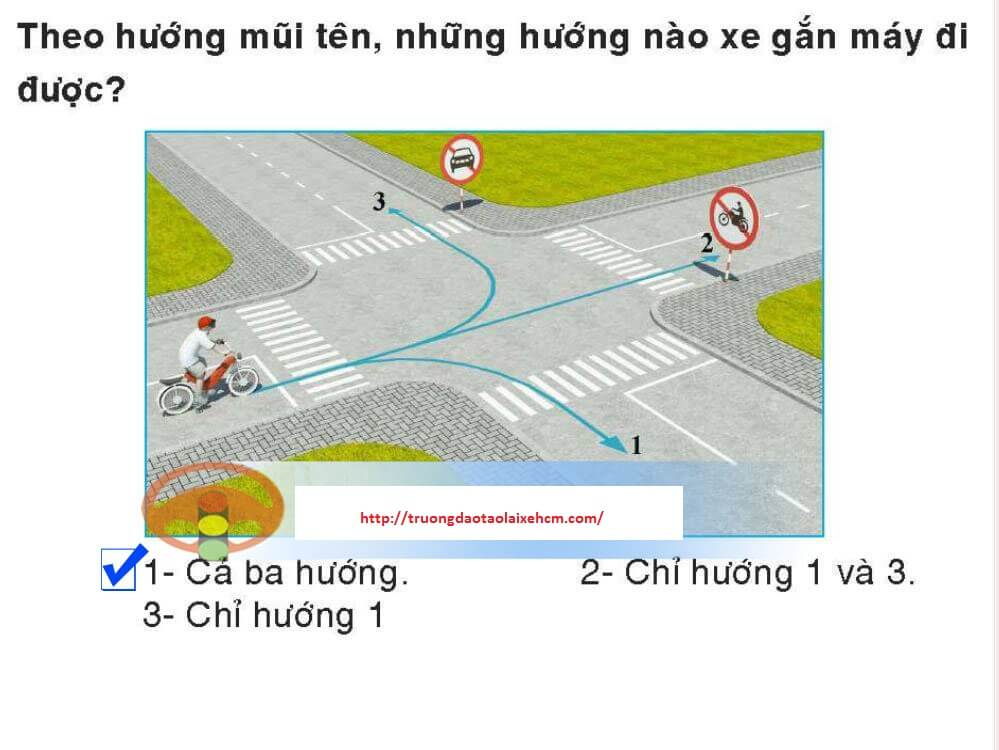 Theo hướng mũi tên, những hướng nào xe gắn máy đi
được?
3
2
1
http://truongdaotaolaixehcm.com/
1- Cả ba hướng. 2- Chỉ hướng 1 và 3.
3- Chỉ hướng 1